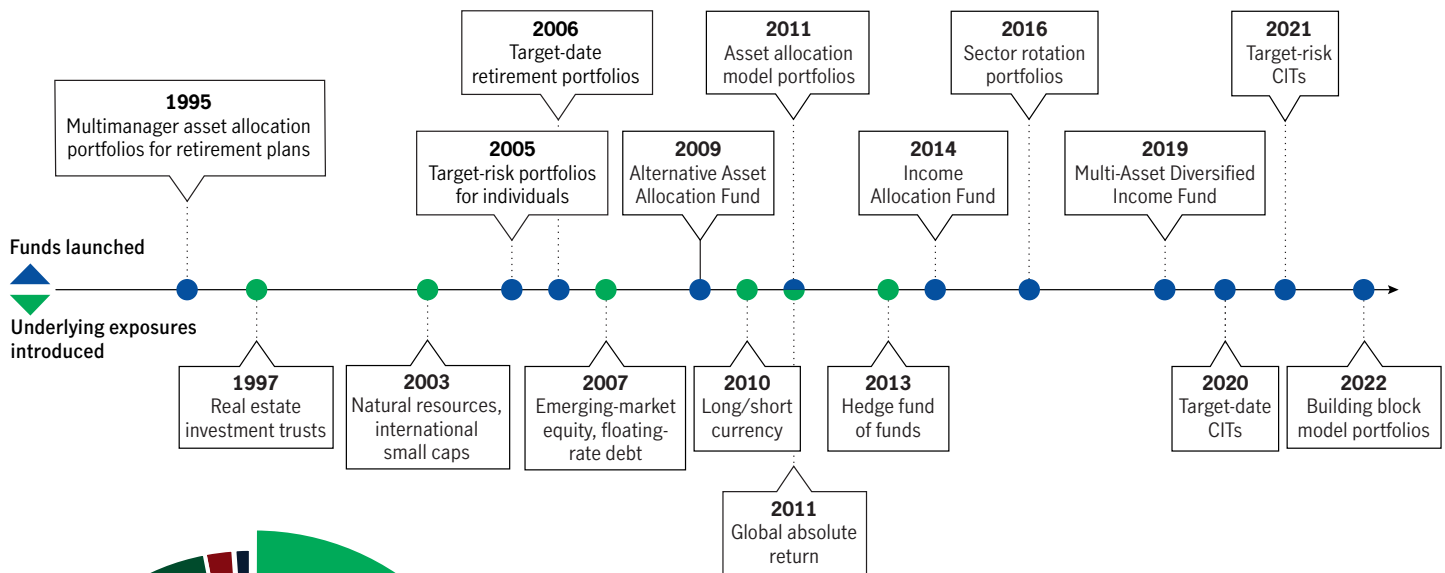 2006
Target-date
retirement portfolios
2011
Asset allocation
model portfolios
2016
Sector rotation
portfolios
2021
Target-risk
CITs
1995
Multimanager asset allocation
portfolios for retirement plans
2005
Target-risk portfolios
for individuals
2009
Alternative Asset
Allocation Fund
2014
Income
Allocation Fund
2019
Multi-Asset Diversified
Income Fund
Funds launched
Underlying exposures
introduced
1997
Real estate
investment trusts
2003
Natural resources,
international
small caps
2007
Emerging-market
equity, floating-
rate debt
2010
Long/short
currency
2013
Hedge fund
of funds
2020
Target-date
CITs
2022
Building block
model portfolios
2011
Global absolute
return